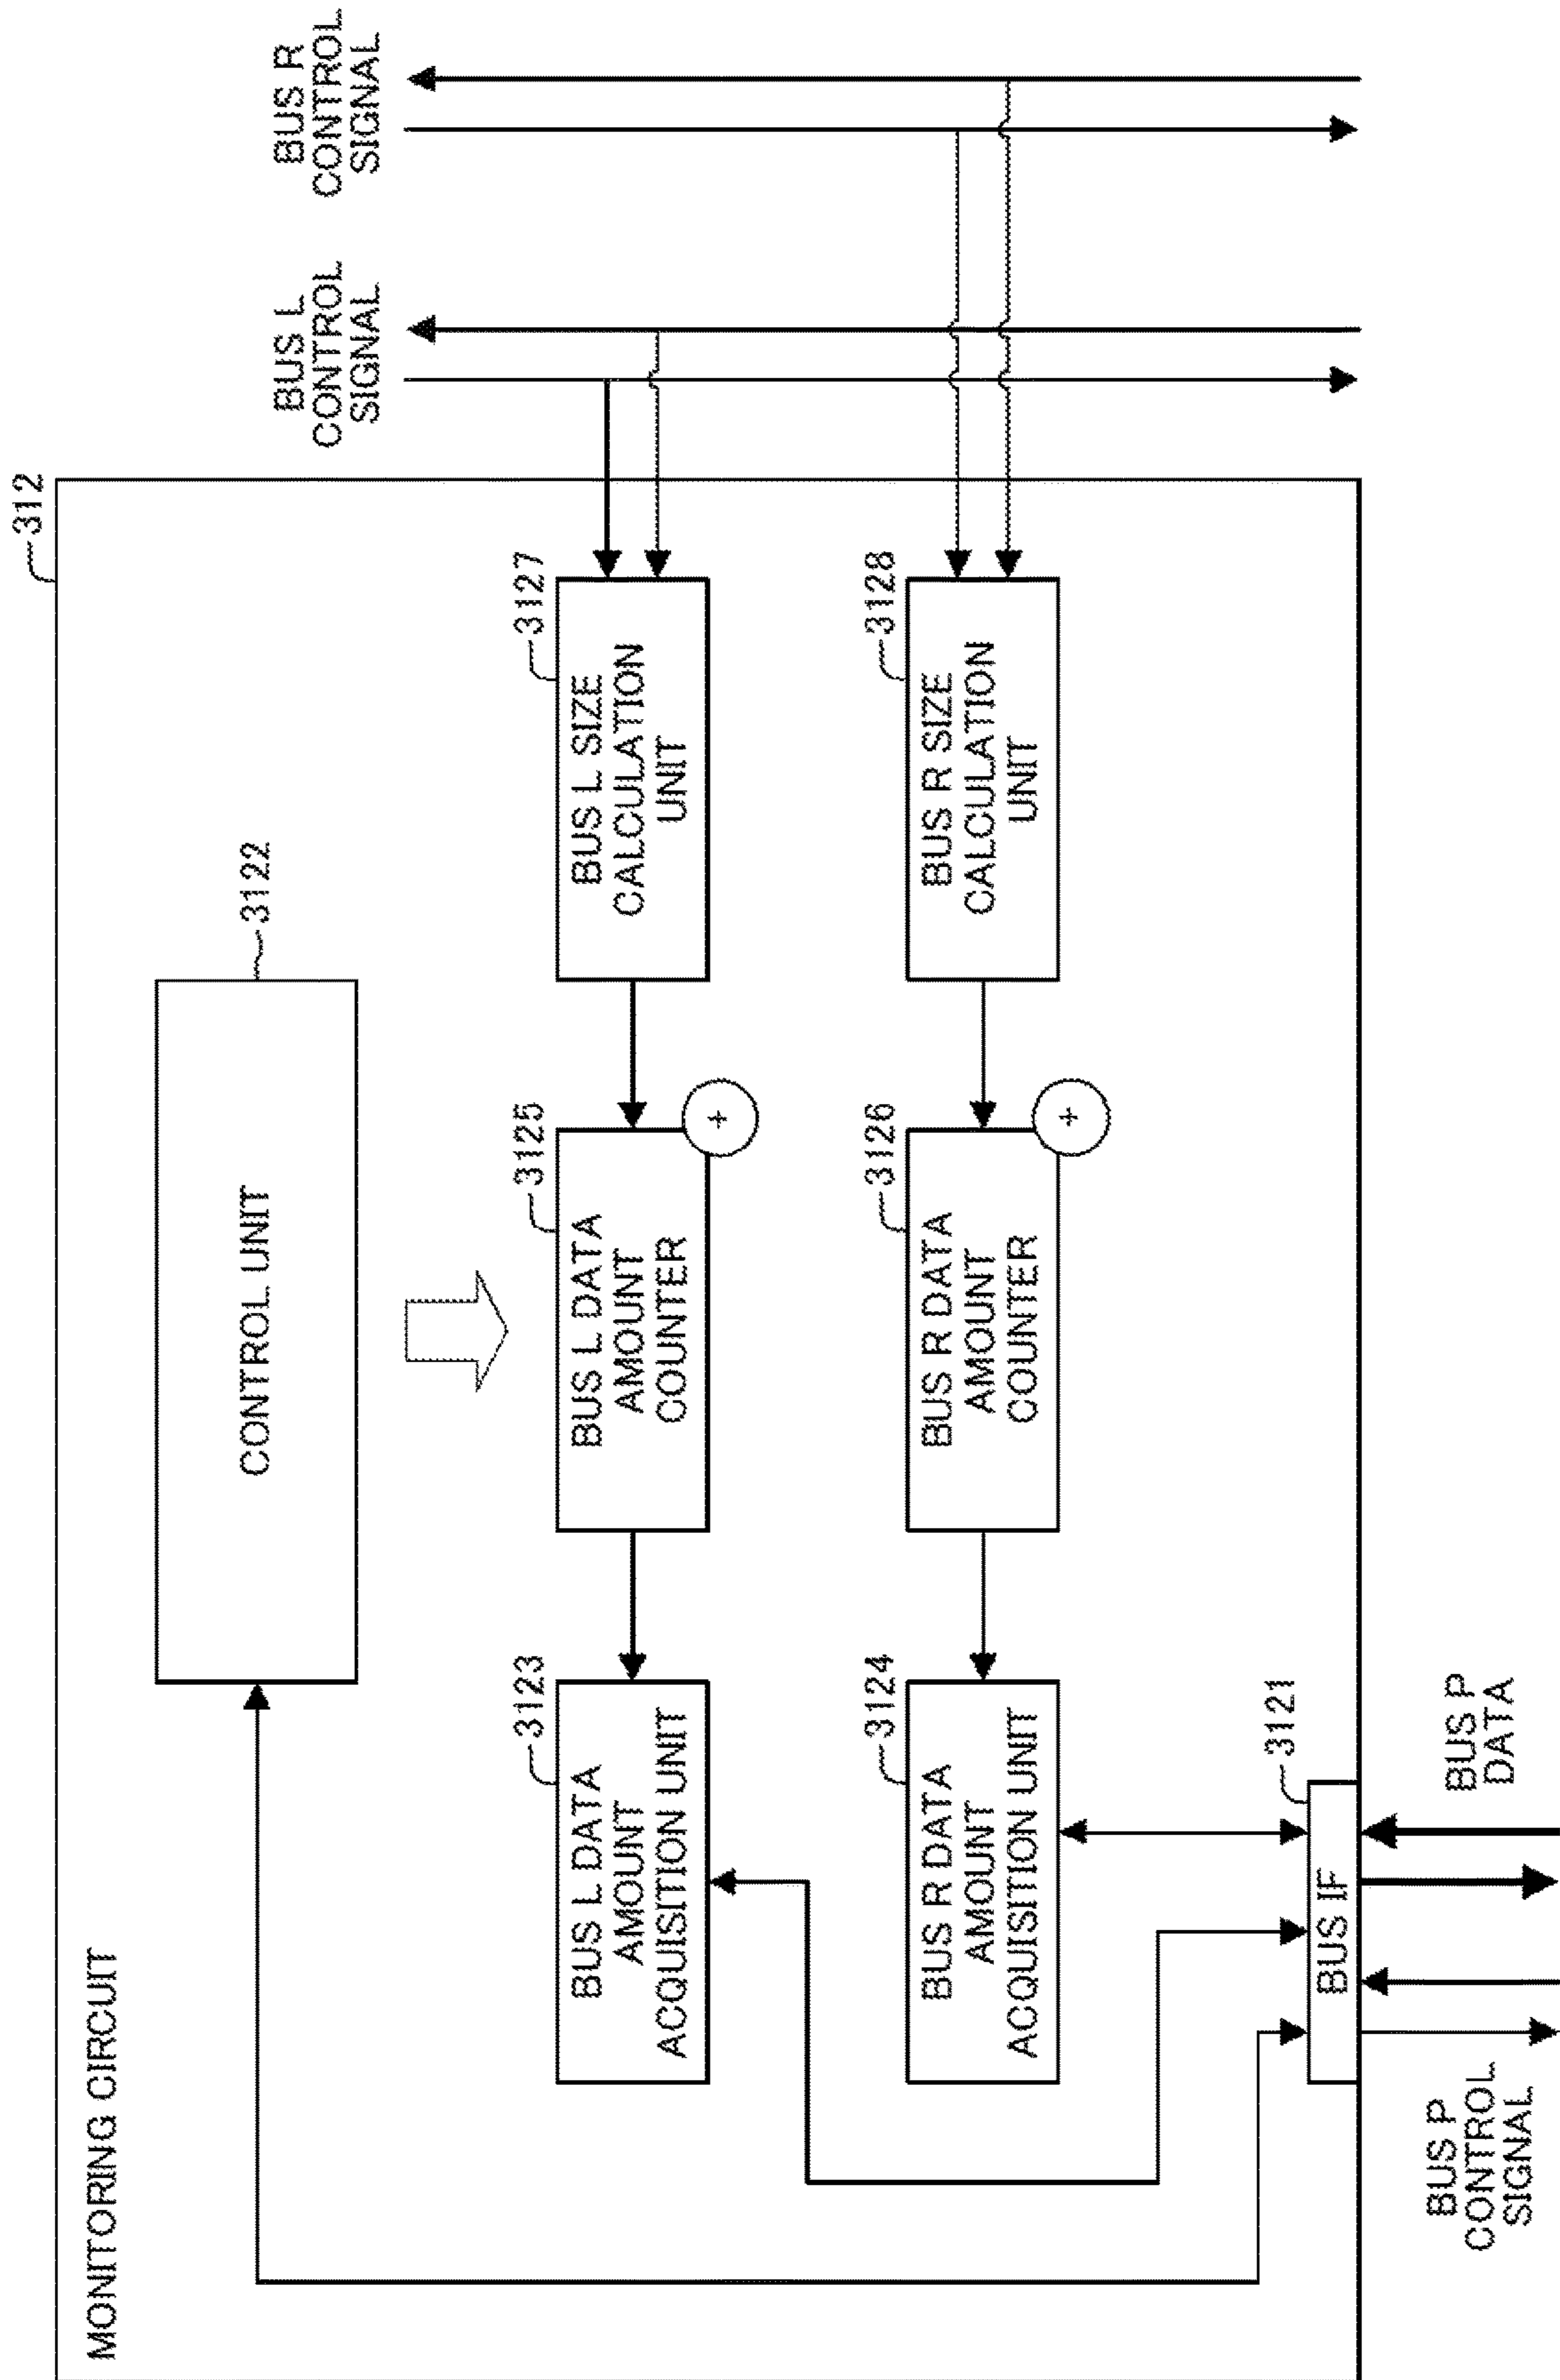 MONITORING CIRCUIT
312
CONTROL UNIT
3122
BUS L DATA
AMOUNT
ACQUISITION UNIT
3123
BUS L DATA
AMOUNT
COUNTER
3125
+
BUS L SIZE
CALCULATION
UNIT
3127
BUS L
CONTROL
SIGNAL
BUS R
CONTROL
SIGNAL
BUS R DATA
AMOUNT
ACQUISITION UNIT
3124
BUS R DATA
AMOUNT
COUNTER
3126
+
BUS R SIZE
CALCULATION
UNIT
3128
BUS IF
3121
BUS P
CONTROL
SIGNAL
BUS P
DATA